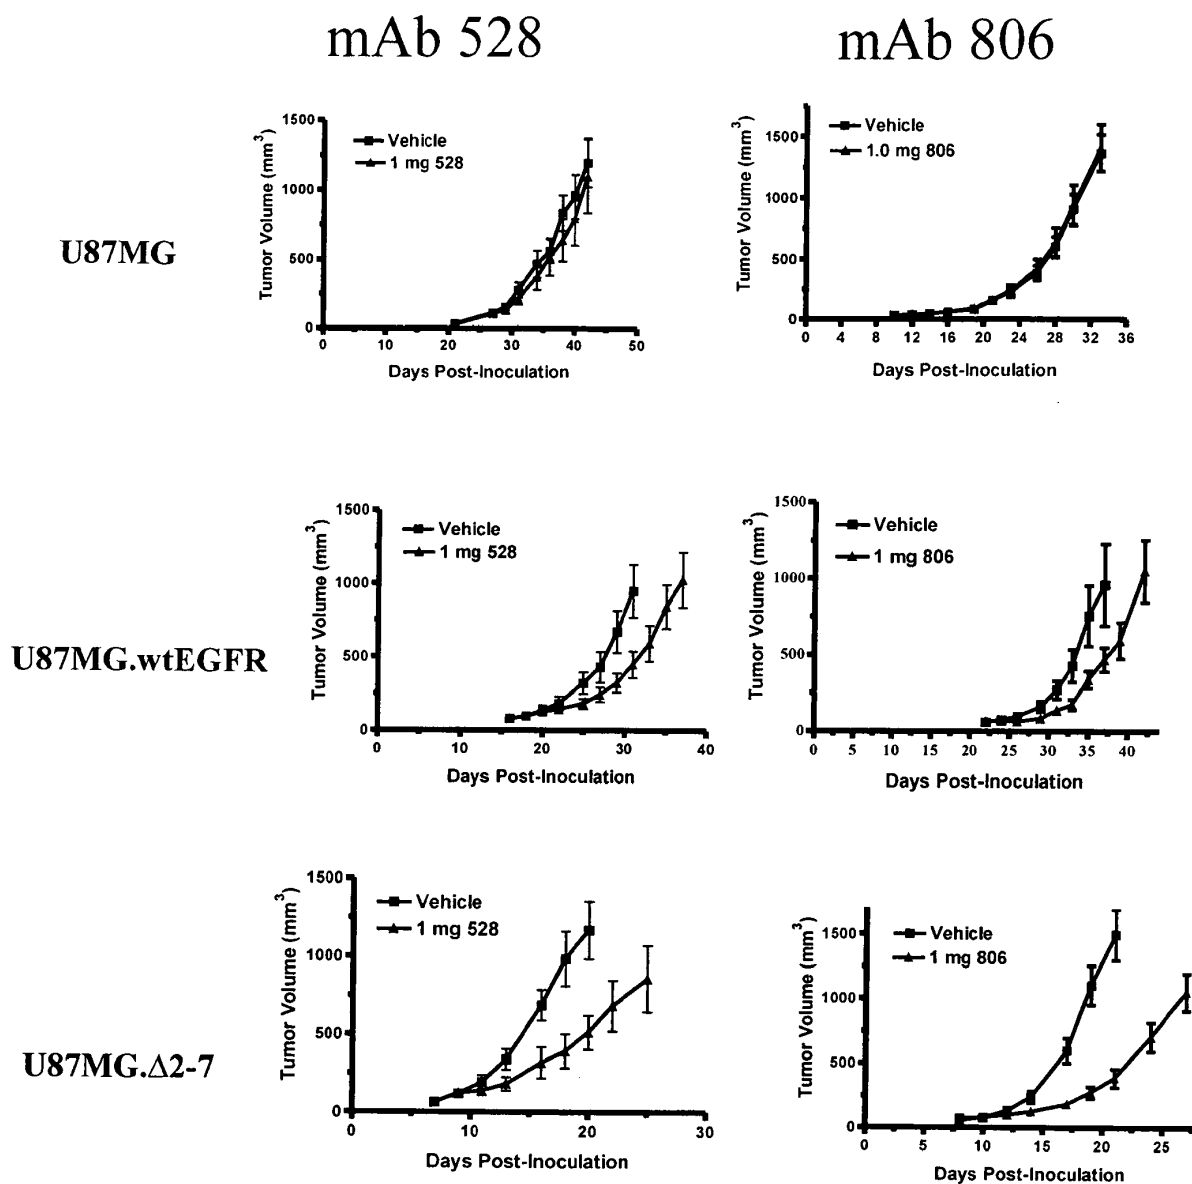 mAb 528
mAb 806
U87MG
Tumor Volume (mm³)
1500
1000
500
0
Vehicle
1 mg 528
0 10 20 30 40 50
Days Post-Inoculation
Tumor Volume (mm³)
1500
1000
500
0
Vehicle
1.0 mg 806
0 4 8 12 16 20 24 28 32 36
Days Post-Inoculation
U87MG.wtEGFR
Tumor Volume (mm³)
1500
1000
500
0
Vehicle
1 mg 528
0 10 20 30 40
Days Post-Inoculation
Tumor Volume (mm³)
1500
1000
500
0
Vehicle
1 mg 806
0 5 10 15 20 25 30 35 40
Days Post-Inoculation
U87MG.Δ2-7
Tumor Volume (mm³)
1500
1000
500
0
Vehicle
1 mg 528
0 10 20 30
Days Post-Inoculation
Tumor Volume (mm³)
1500
1000
500
0
Vehicle
1 mg 806
0 5 10 15 20 25
Days Post-Inoculation